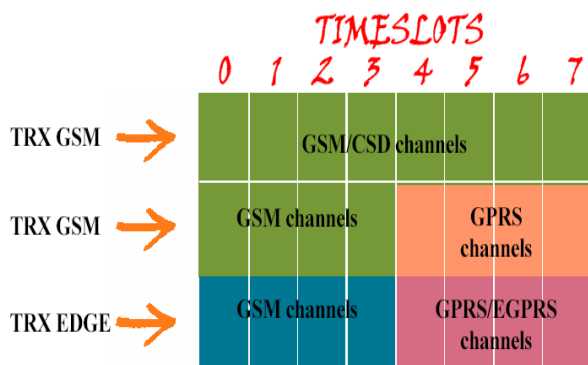 TIMESLOTS
0 1 2 3 4 5 6 7
TRX GSM
GSM/CSD channels
TRX GSM
GSM channels
GPRS
channels
TRX EDGE
GSM channels
GPRS/EGPRS
channels